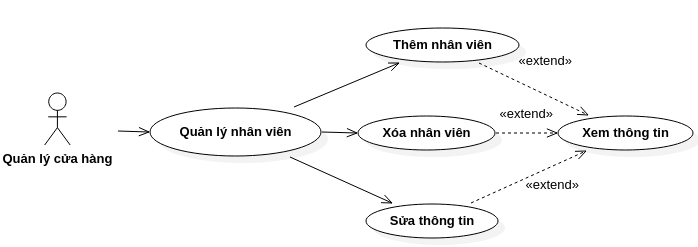 Thêm nhân viên
«extend»
«extend»
Quản lý nhân viên
Xóa nhân viên
Xem thông tin
Quản lý cửa hàng
«extend»
Sửa thông tin